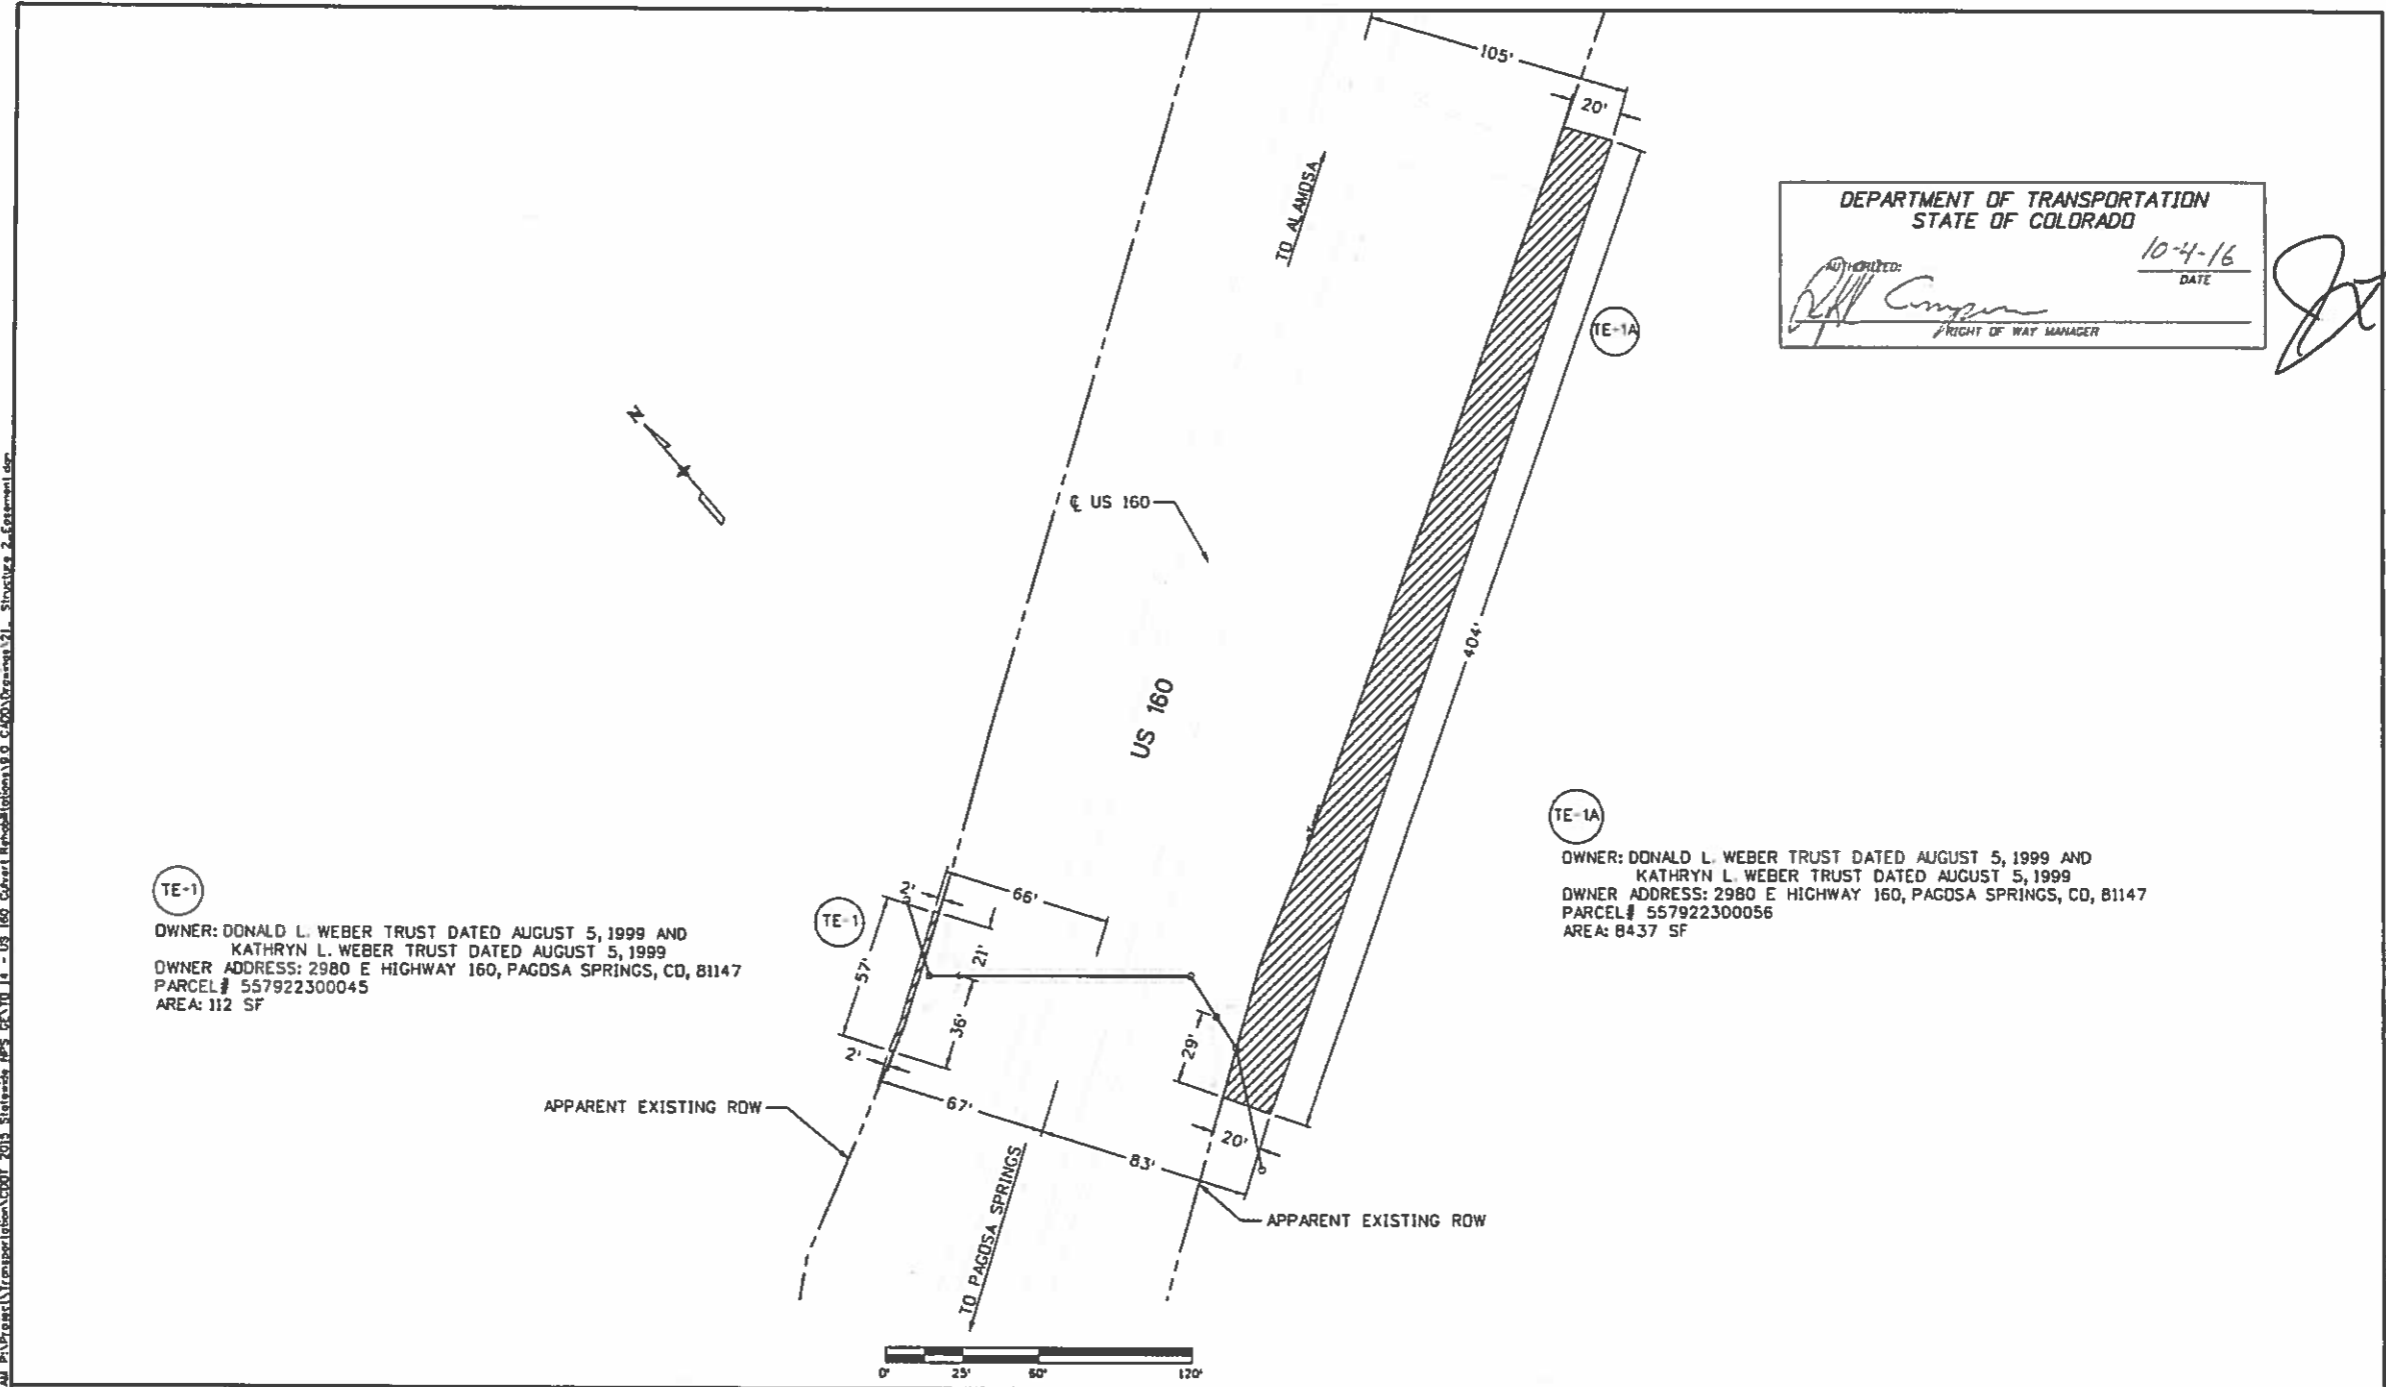 105'
20'
TO ALAMOSA
DEPARTMENT OF TRANSPORTATION
STATE OF COLORADO
10-4-16
AUTHORIZED:
DATE
RIGHT OF WAY MANAGER
TE-1A
N
℄ US 160
404'
US 160
TE-1A
OWNER: DONALD L. WEBER TRUST DATED AUGUST 5, 1999 AND
KATHRYN L. WEBER TRUST DATED AUGUST 5, 1999
OWNER ADDRESS: 2980 E HIGHWAY 160, PAGOSA SPRINGS, CO, 81147
PARCEL# 557922300056
AREA: 8437 SF
TE-1
OWNER: DONALD L. WEBER TRUST DATED AUGUST 5, 1999 AND
KATHRYN L. WEBER TRUST DATED AUGUST 5, 1999
OWNER ADDRESS: 2980 E HIGHWAY 160, PAGOSA SPRINGS, CO, 81147
PARCEL# 557922300045
AREA: 112 SF
TE-1
2'
66'
21'
57'
36'
2'
29'
67'
83'
20'
APPARENT EXISTING ROW
APPARENT EXISTING ROW
TO PAGOSA SPRINGS
0' 25' 60' 120'